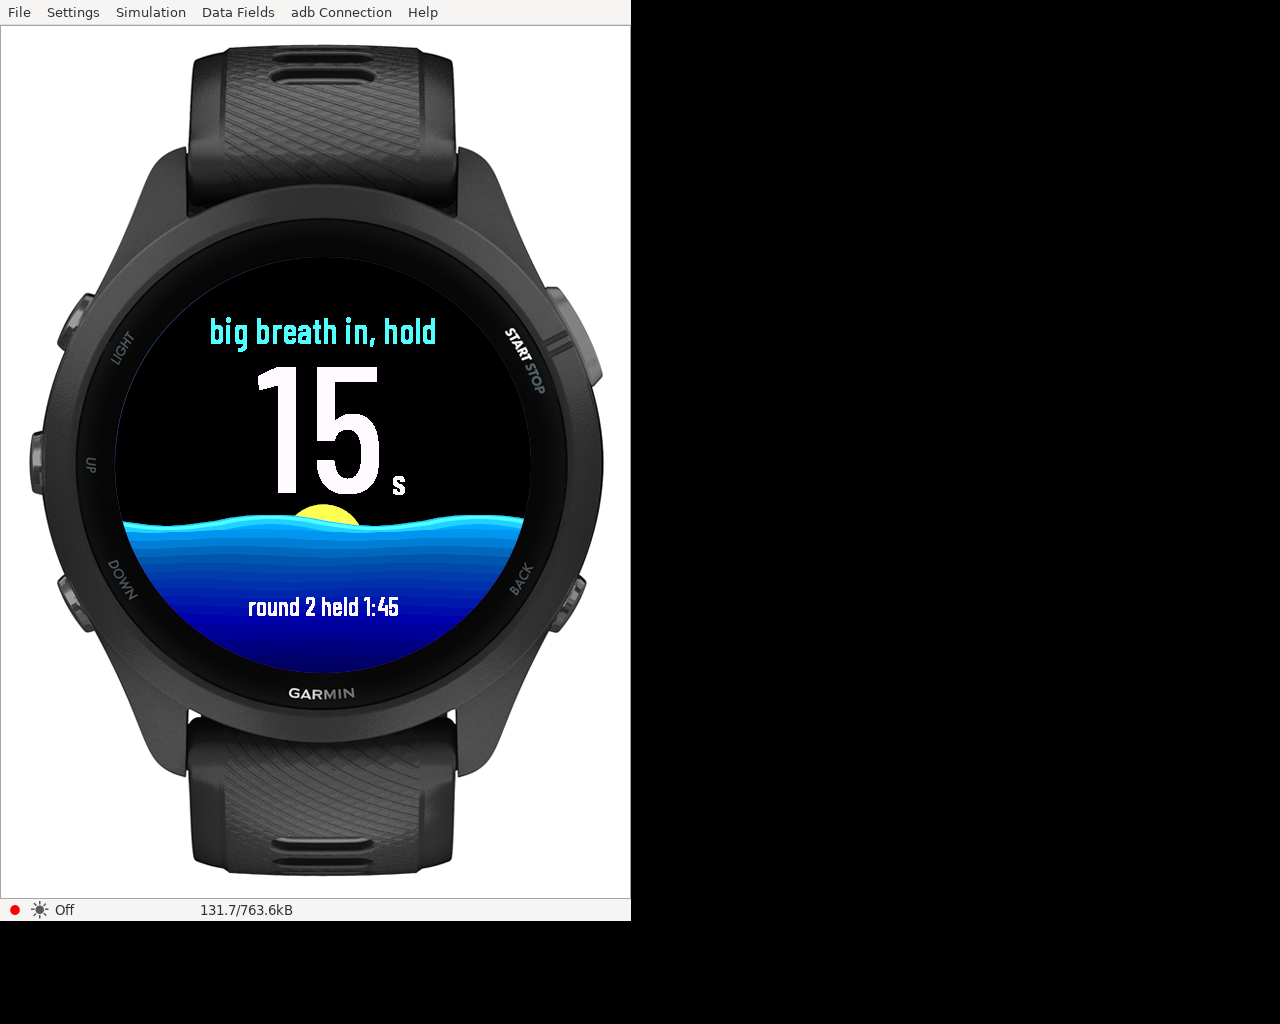 File Settings Simulation Data Fields adb Connection Help
big breath in, hold
15 s
round 2 held 1:45
LIGHT
UP
DOWN
START STOP
BACK
GARMIN
Off 131.7/763.6kB